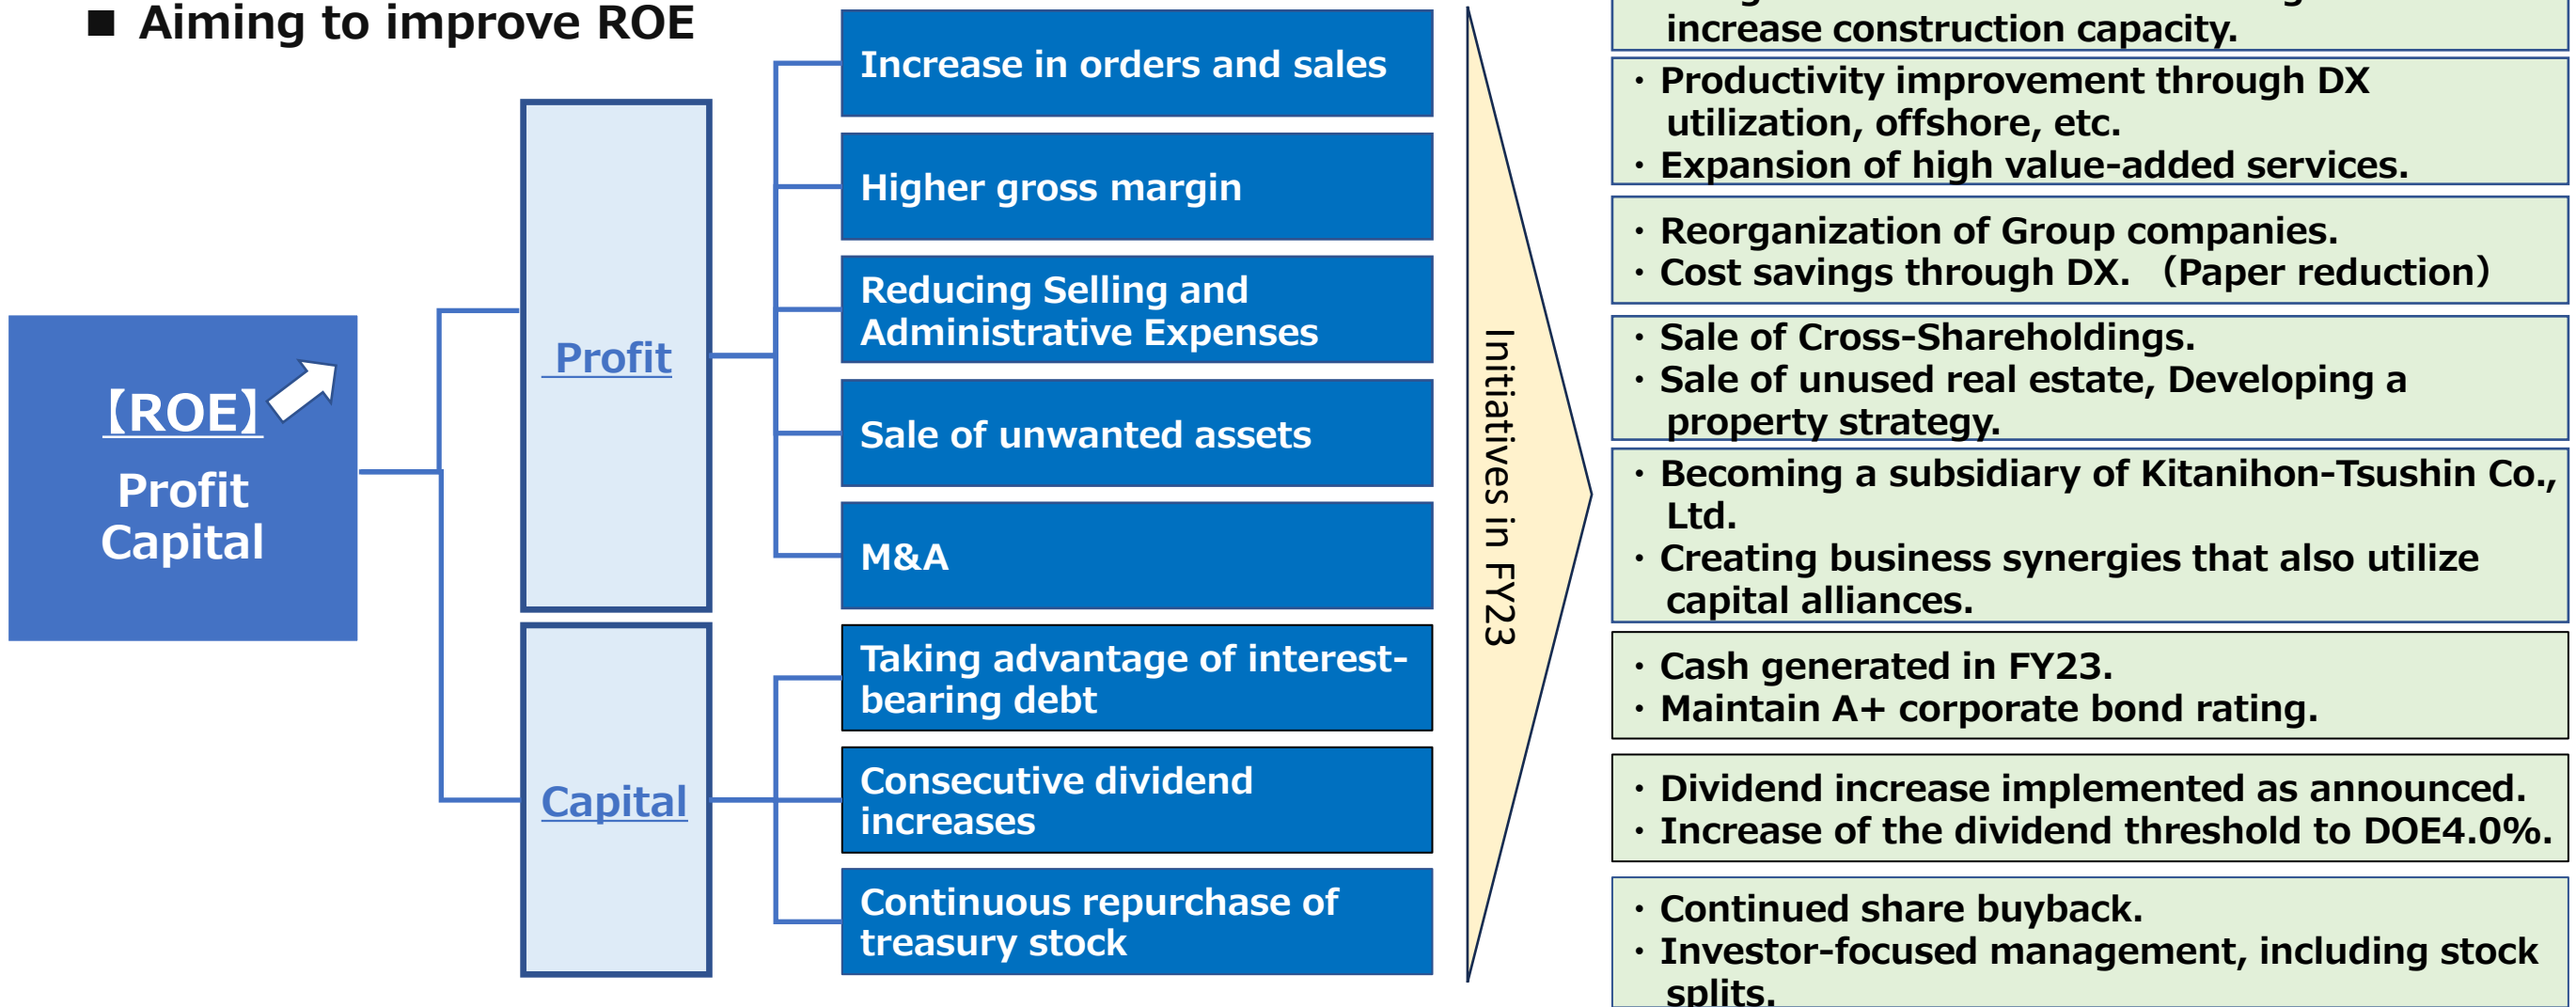 ■ Aiming to improve ROE
【ROE】
Profit
Capital
Profit
Capital
Increase in orders and sales
Higher gross margin
Reducing Selling and
Administrative Expenses
Sale of unwanted assets
M&A
Taking advantage of interest-
bearing debt
Consecutive dividend
increases
Continuous repurchase of
treasury stock
Initiatives in FY23
increase construction capacity.
・Productivity improvement through DX
utilization, offshore, etc.
・Expansion of high value-added services.
・Reorganization of Group companies.
・Cost savings through DX. （Paper reduction）
・Sale of Cross-Shareholdings.
・Sale of unused real estate, Developing a
property strategy.
・Becoming a subsidiary of Kitanihon-Tsushin Co.,
Ltd.
・Creating business synergies that also utilize
capital alliances.
・Cash generated in FY23.
・Maintain A+ corporate bond rating.
・Dividend increase implemented as announced.
・Increase of the dividend threshold to DOE4.0%.
・Continued share buyback.
・Investor-focused management, including stock
splits.